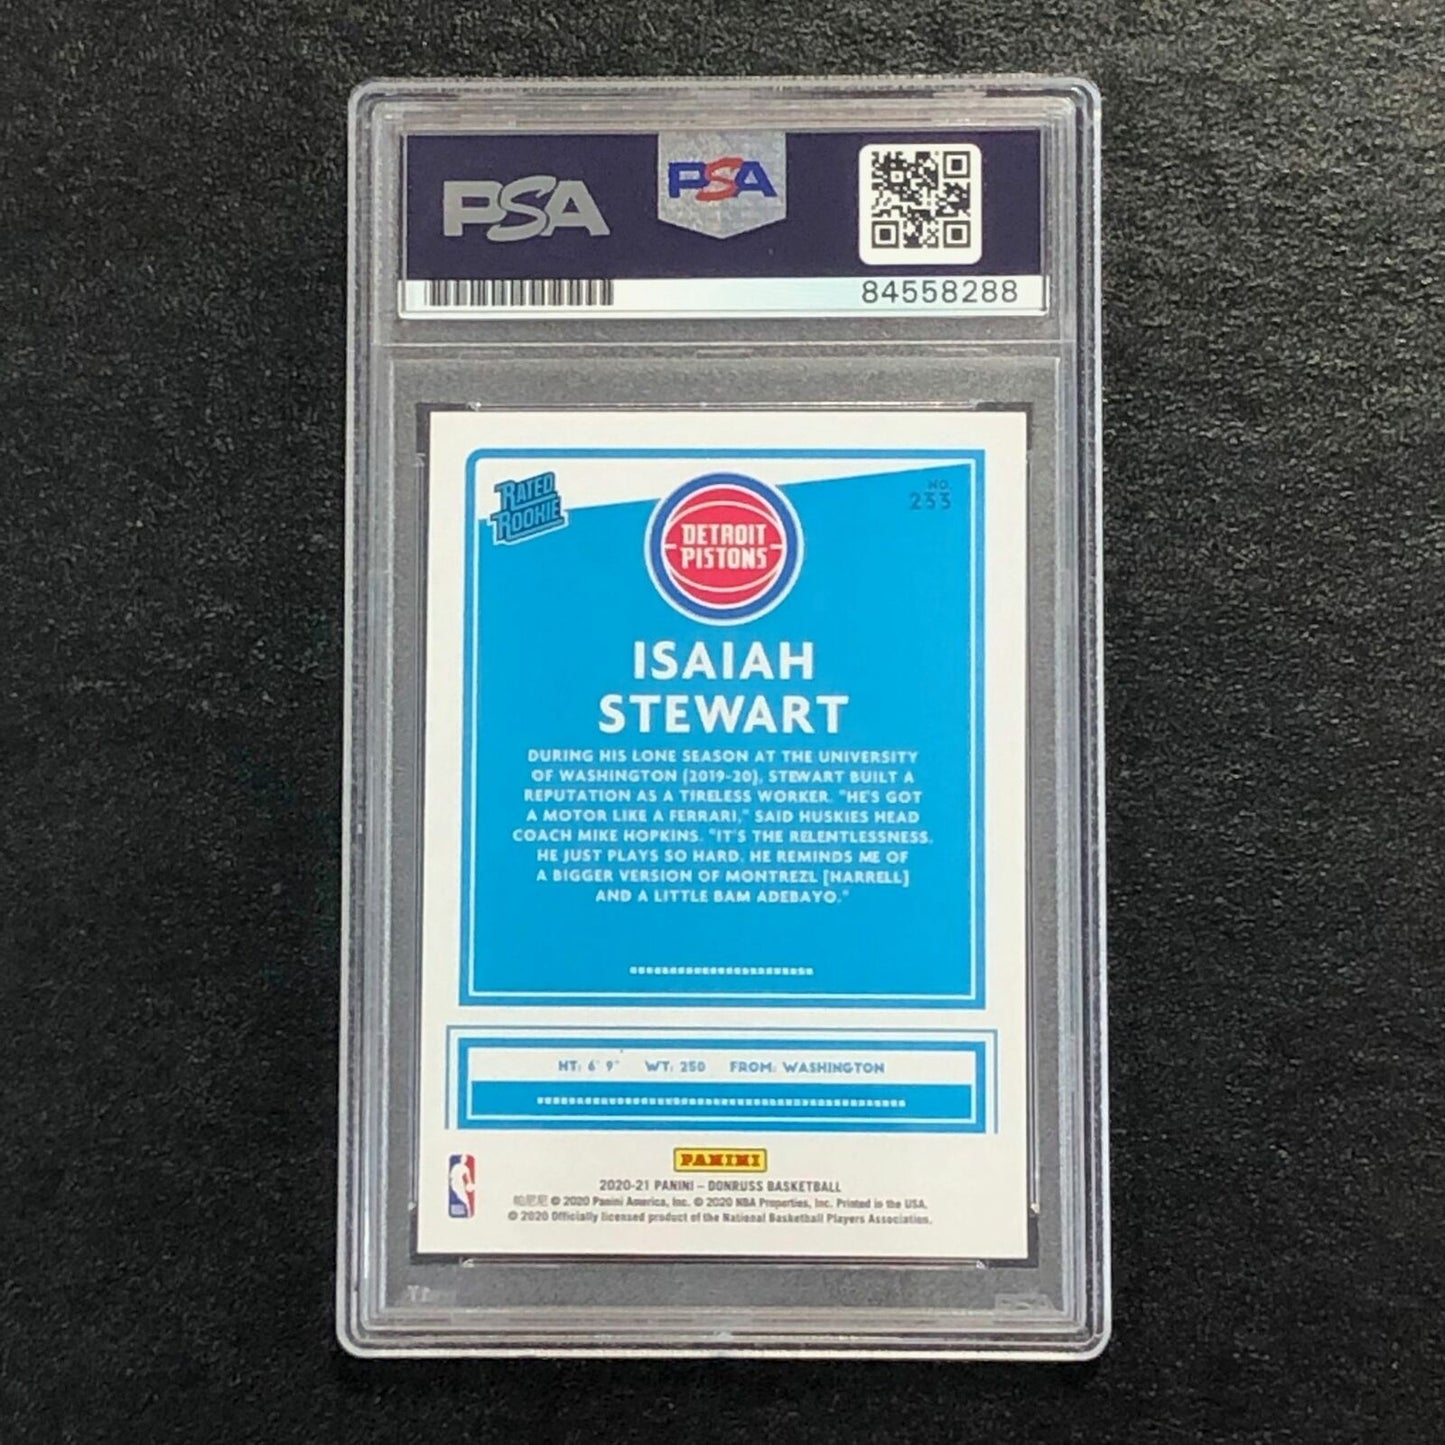 PSA
PSA
84558288
RATED
ROOKIE
NO.
233
DETROIT
PISTONS
ISAIAH
STEWART
DURING HIS LONE SEASON AT THE UNIVERSITY
OF WASHINGTON (2019-20), STEWART BUILT A
REPUTATION AS A TIRELESS WORKER. "HE'S GOT
A MOTOR LIKE A FERRARI," SAID HUSKIES HEAD
COACH MIKE HOPKINS. "IT'S THE RELENTLESSNESS.
HE JUST PLAYS SO HARD. HE REMINDS ME OF
A BIGGER VERSION OF MONTREZL [HARRELL]
AND A LITTLE BAM ADEBAYO."
HT: 6' 9" WT: 250 FROM: WASHINGTON
PANINI
2020-21 PANINI – DONRUSS BASKETBALL
帕尼尼 © 2020 Panini America, Inc. © 2020 NBA Properties, Inc. Printed in the USA.
© 2020 Officially licensed product of the National Basketball Players Association.